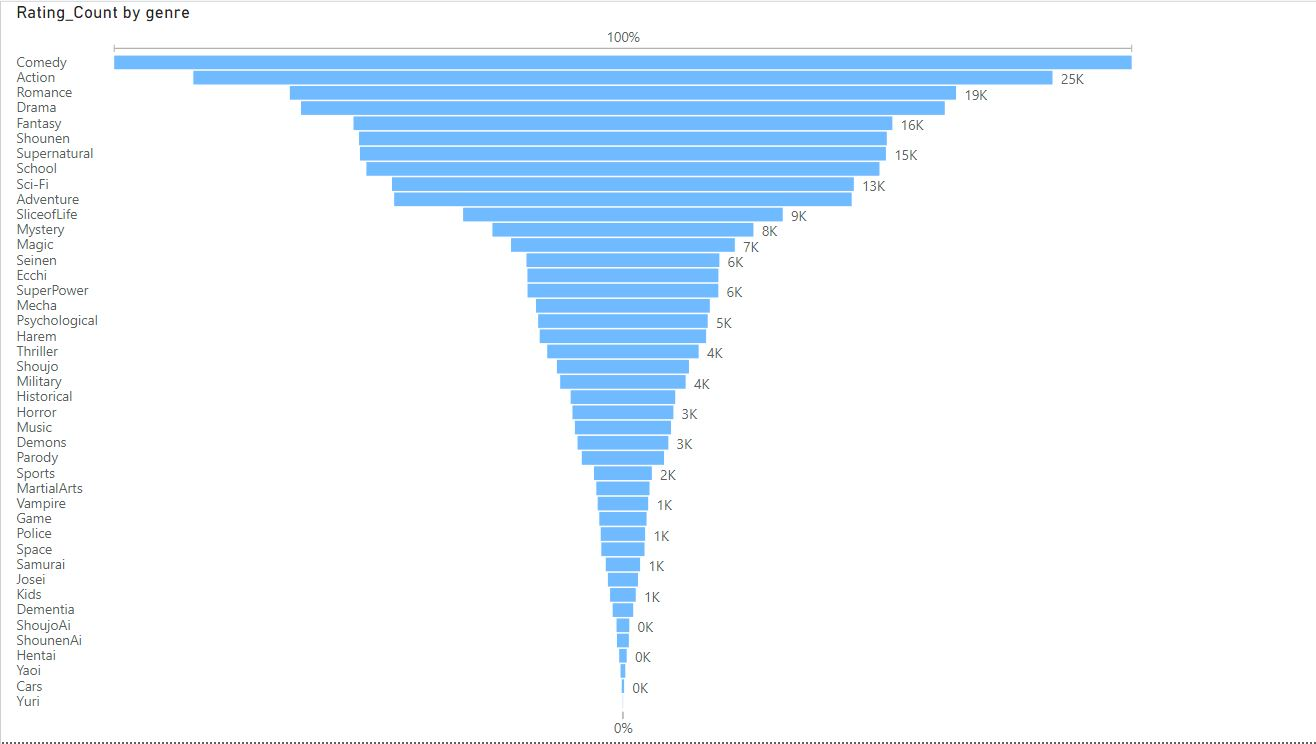 Rating_Count by genre
100%
Comedy
Action 25K
Romance 19K
Drama
Fantasy 16K
Shounen
Supernatural 15K
School
Sci-Fi 13K
Adventure
SliceofLife 9K
Mystery 8K
Magic 7K
Seinen 6K
Ecchi
SuperPower 6K
Mecha
Psychological 5K
Harem
Thriller 4K
Shoujo
Military 4K
Historical
Horror 3K
Music
Demons 3K
Parody
Sports 2K
MartialArts
Vampire 1K
Game
Police 1K
Space
Samurai 1K
Josei
Kids 1K
Dementia
ShoujoAi 0K
ShounenAi
Hentai 0K
Yaoi
Cars 0K
Yuri
0%